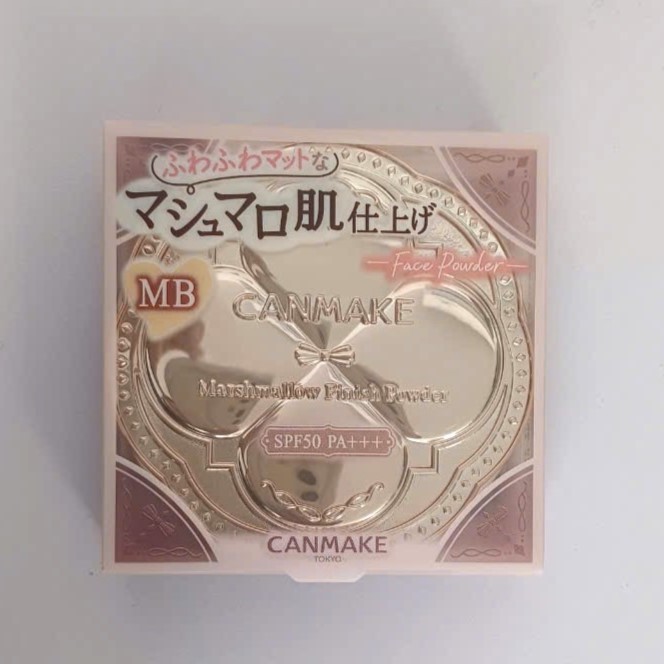 ふわふわマットな
マシュマロ肌仕上げ
Face Powder
MB
CANMAKE
Marshmallow Finish Powder
SPF50 PA+++
CANMAKE
TOKYO